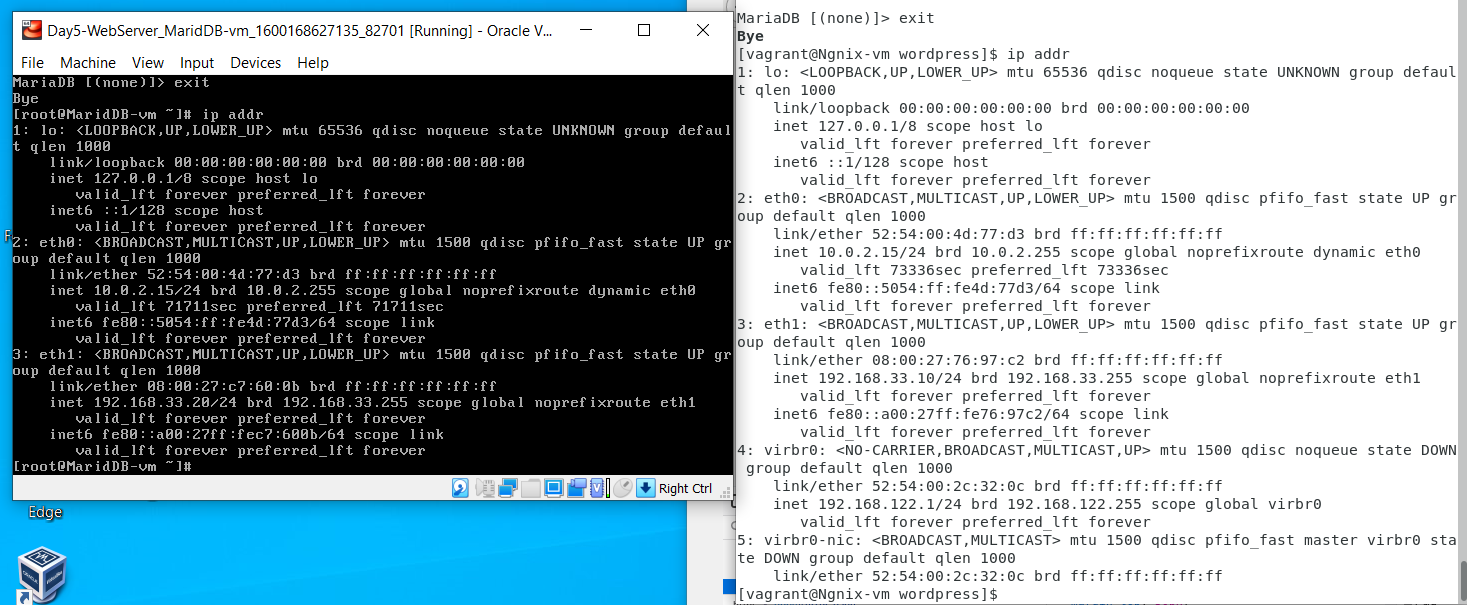 Day5-WebServer_MaridDB-vm_1600168627135_82701 [Running] - Oracle V...
File Machine View Input Devices Help
MariaDB [(none)]> exit
Bye
[root@MaridDB-vm ~]# ip addr
1: lo: <LOOPBACK,UP,LOWER_UP> mtu 65536 qdisc noqueue state UNKNOWN group defaul
t qlen 1000
    link/loopback 00:00:00:00:00:00 brd 00:00:00:00:00:00
    inet 127.0.0.1/8 scope host lo
       valid_lft forever preferred_lft forever
    inet6 ::1/128 scope host
       valid_lft forever preferred_lft forever
2: eth0: <BROADCAST,MULTICAST,UP,LOWER_UP> mtu 1500 qdisc pfifo_fast state UP gr
oup default qlen 1000
    link/ether 52:54:00:4d:77:d3 brd ff:ff:ff:ff:ff:ff
    inet 10.0.2.15/24 brd 10.0.2.255 scope global noprefixroute dynamic eth0
       valid_lft 71711sec preferred_lft 71711sec
    inet6 fe80::5054:ff:fe4d:77d3/64 scope link
       valid_lft forever preferred_lft forever
3: eth1: <BROADCAST,MULTICAST,UP,LOWER_UP> mtu 1500 qdisc pfifo_fast state UP gr
oup default qlen 1000
    link/ether 08:00:27:c7:60:0b brd ff:ff:ff:ff:ff:ff
    inet 192.168.33.20/24 brd 192.168.33.255 scope global noprefixroute eth1
       valid_lft forever preferred_lft forever
    inet6 fe80::a00:27ff:fec7:600b/64 scope link
       valid_lft forever preferred_lft forever
[root@MaridDB-vm ~]#
Right Ctrl
Edge
MariaDB [(none)]> exit
Bye
[vagrant@Ngnix-vm wordpress]$ ip addr
1: lo: <LOOPBACK,UP,LOWER_UP> mtu 65536 qdisc noqueue state UNKNOWN group defaul
t qlen 1000
    link/loopback 00:00:00:00:00:00 brd 00:00:00:00:00:00
    inet 127.0.0.1/8 scope host lo
       valid_lft forever preferred_lft forever
    inet6 ::1/128 scope host
       valid_lft forever preferred_lft forever
2: eth0: <BROADCAST,MULTICAST,UP,LOWER_UP> mtu 1500 qdisc pfifo_fast state UP gr
oup default qlen 1000
    link/ether 52:54:00:4d:77:d3 brd ff:ff:ff:ff:ff:ff
    inet 10.0.2.15/24 brd 10.0.2.255 scope global noprefixroute dynamic eth0
       valid_lft 73336sec preferred_lft 73336sec
    inet6 fe80::5054:ff:fe4d:77d3/64 scope link
       valid_lft forever preferred_lft forever
3: eth1: <BROADCAST,MULTICAST,UP,LOWER_UP> mtu 1500 qdisc pfifo_fast state UP gr
oup default qlen 1000
    link/ether 08:00:27:76:97:c2 brd ff:ff:ff:ff:ff:ff
    inet 192.168.33.10/24 brd 192.168.33.255 scope global noprefixroute eth1
       valid_lft forever preferred_lft forever
    inet6 fe80::a00:27ff:fe76:97c2/64 scope link
       valid_lft forever preferred_lft forever
4: virbr0: <NO-CARRIER,BROADCAST,MULTICAST,UP> mtu 1500 qdisc noqueue state DOWN
 group default qlen 1000
    link/ether 52:54:00:2c:32:0c brd ff:ff:ff:ff:ff:ff
    inet 192.168.122.1/24 brd 192.168.122.255 scope global virbr0
       valid_lft forever preferred_lft forever
5: virbr0-nic: <BROADCAST,MULTICAST> mtu 1500 qdisc pfifo_fast master virbr0 sta
te DOWN group default qlen 1000
    link/ether 52:54:00:2c:32:0c brd ff:ff:ff:ff:ff:ff
[vagrant@Ngnix-vm wordpress]$